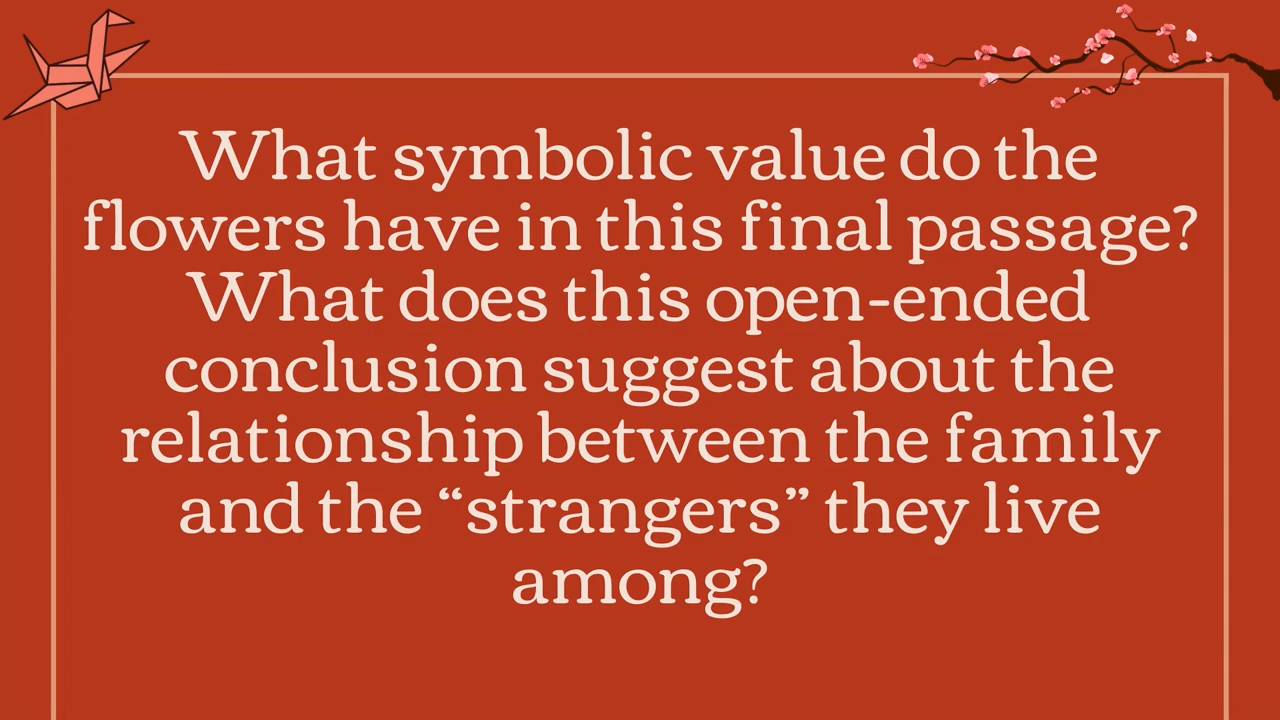 What symbolic value do the
flowers have in this final passage?
What does this open-ended
conclusion suggest about the
relationship between the family
and the “strangers” they live
among?